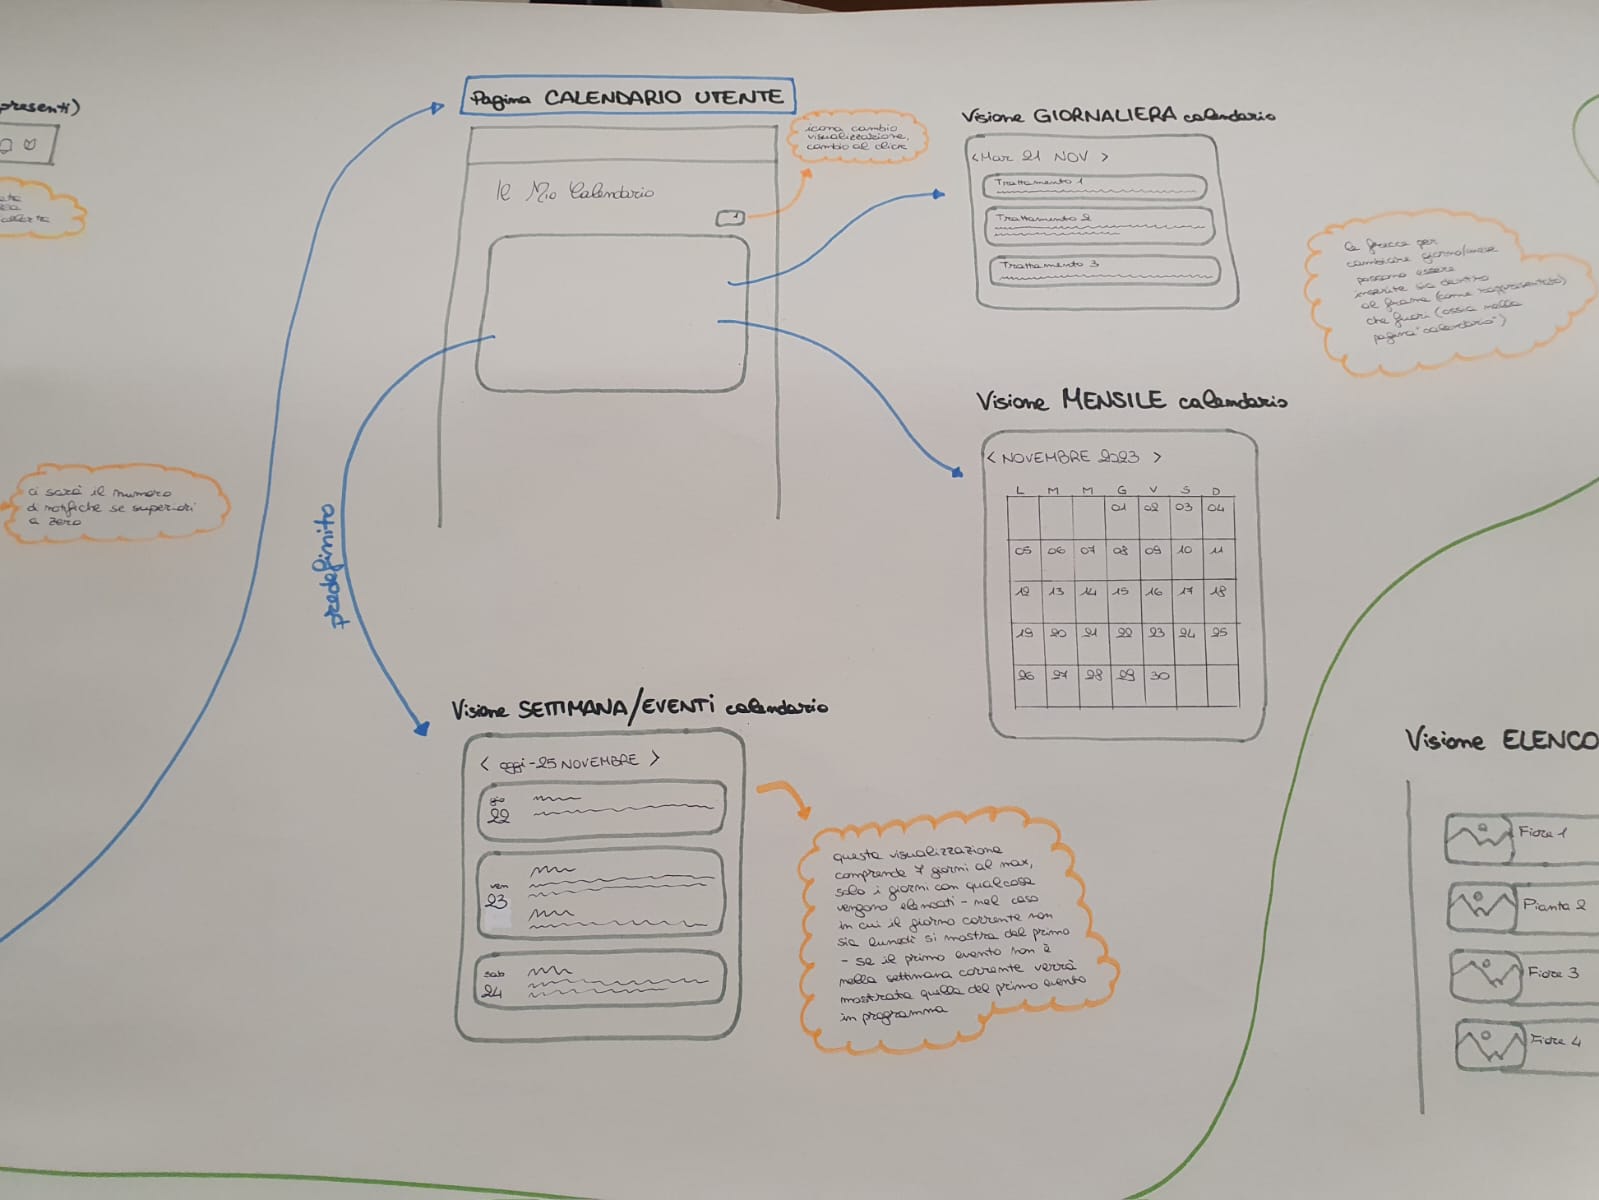 presenti)
ci sarà il numero
di notifiche se superiori
a zero
Pagina CALENDARIO UTENTE
Il Mio Calendario
icona cambio
visualizzazione,
cambio al click
predefinito
Visione GIORNALIERA calendario
< Mar 21 NOV >
Trattamento 1
Trattamento 2
Trattamento 3
le frecce per
cambiare giorno/mese
possono essere
inserite sia dentro
al frame (come rappresentato)
che fuori (ossia nella
pagina "calendario")
Visione MENSILE calendario
< NOVEMBRE 2023 >
L M M G V S D
01 02 03 04
05 06 07 08 09 10 11
12 13 14 15 16 17 18
19 20 21 22 23 24 25
26 27 28 29 30
Visione SETTIMANA/EVENTI calendario
< oggi - 25 NOVEMBRE >
gio
22
ven
23
sab
24
questa visualizzazione
comprende 7 giorni al max,
solo i giorni con qualcosa
vengono elencati - nel caso
in cui il giorno corrente non
sia lunedì si mostra dal primo
- se il primo evento non è
nella settimana corrente verrà
mostrata quella del primo evento
in programma
Visione ELENCO
Fiore 1
Pianta 2
Fiore 3
Fiore 4